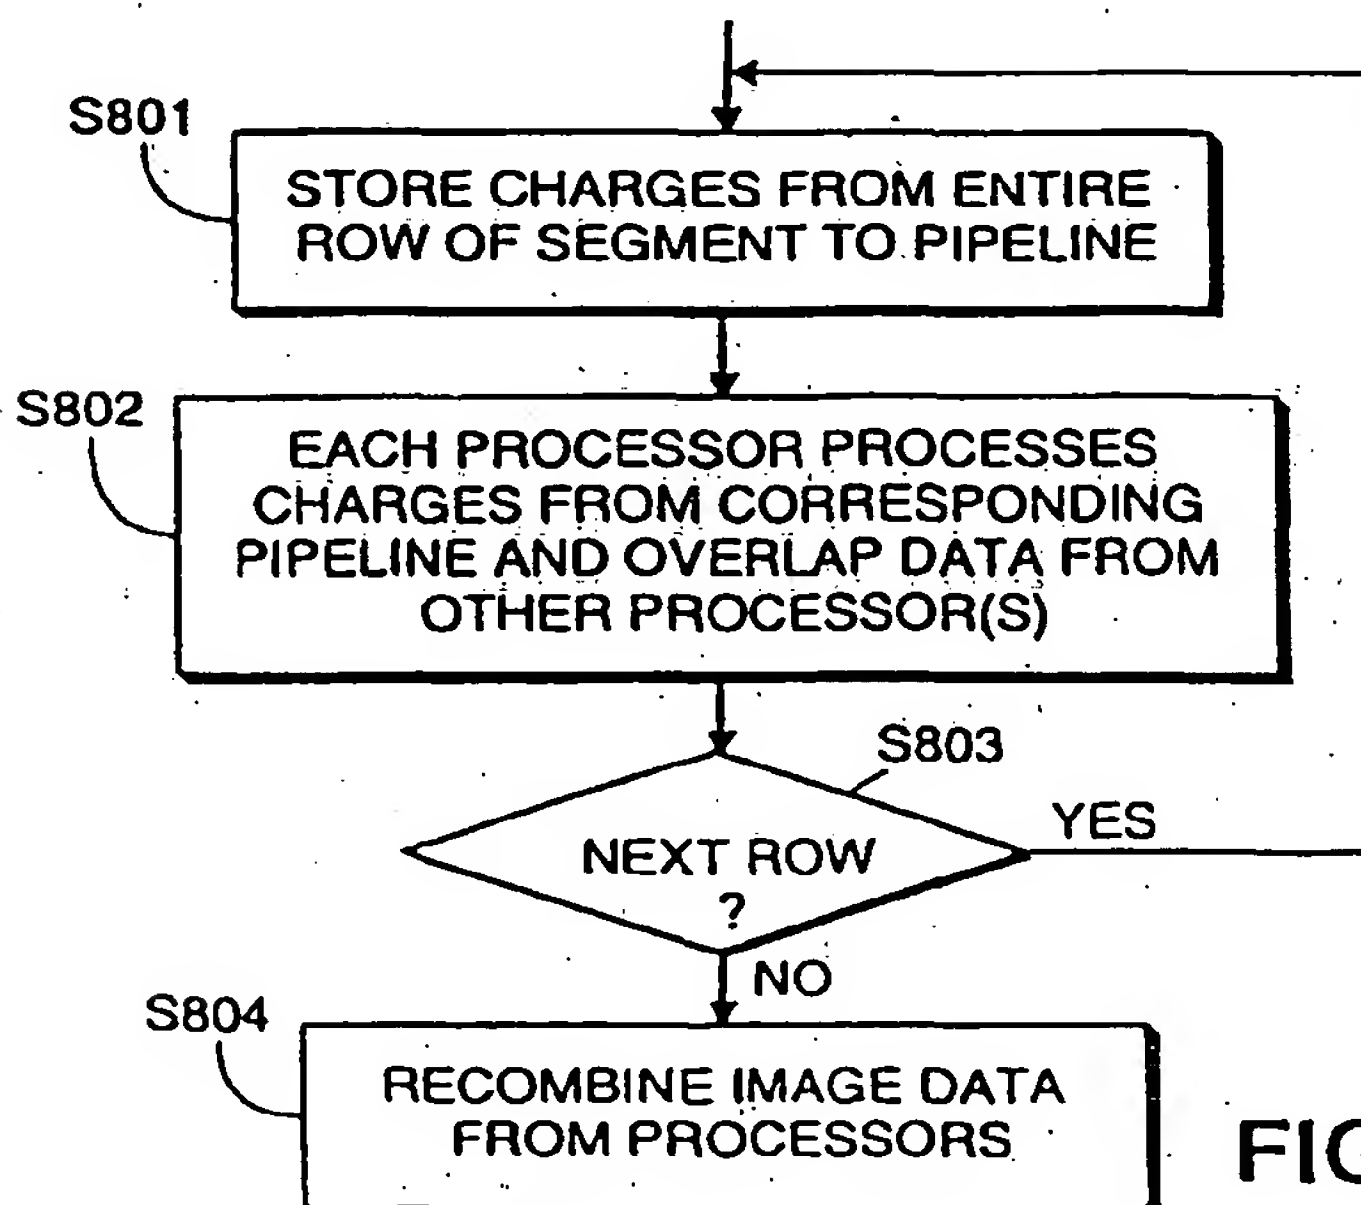 S801
STORE CHARGES FROM ENTIRE
ROW OF SEGMENT TO PIPELINE
S802
EACH PROCESSOR PROCESSES
CHARGES FROM CORRESPONDING
PIPELINE AND OVERLAP DATA FROM
OTHER PROCESSOR(S)
S803
YES
NEXT ROW
?
NO
S804
RECOMBINE IMAGE DATA
FROM PROCESSORS